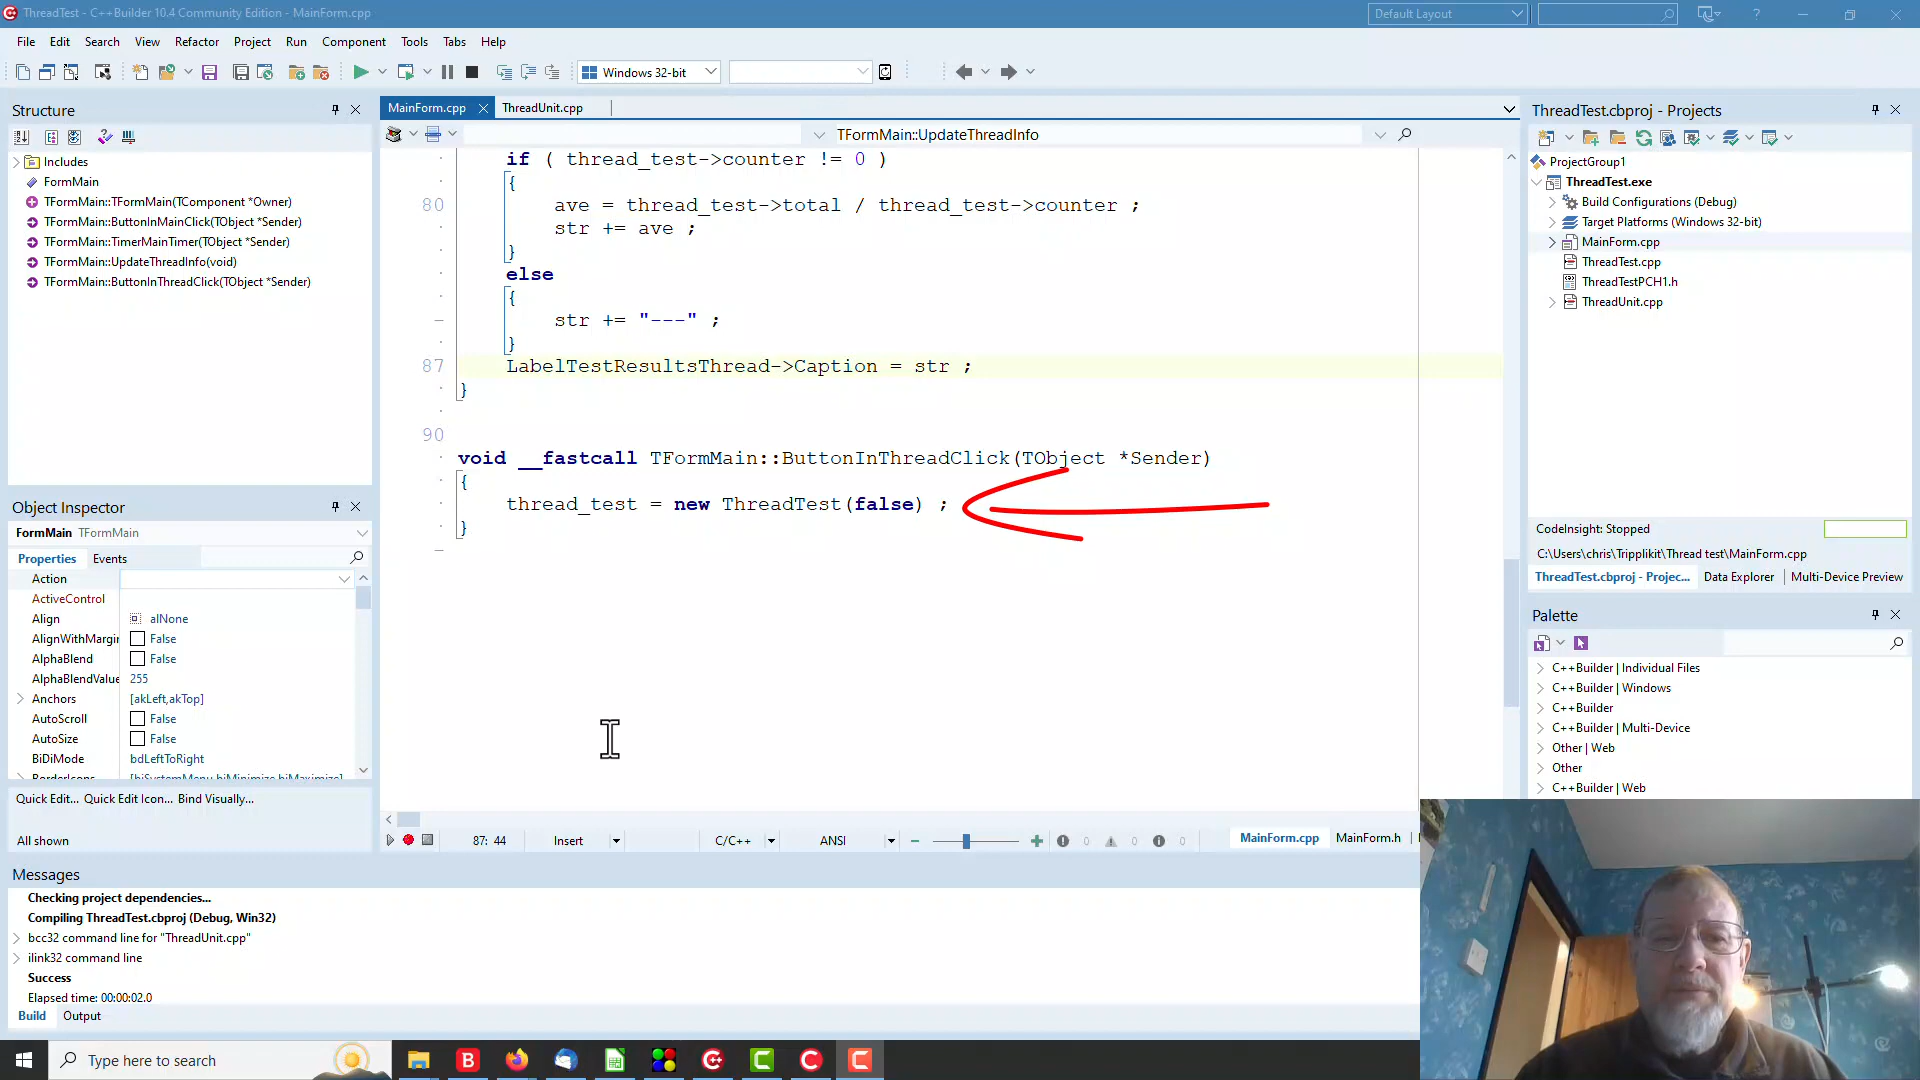 ThreadTest - C++Builder 10.4 Community Edition - MainForm.cpp
Default Layout
File Edit Search View Refactor Project Run Component Tools Tabs Help
Windows 32-bit
Structure
Includes
FormMain
TFormMain::TFormMain(TComponent *Owner)
TFormMain::ButtonInMainClick(TObject *Sender)
TFormMain::TimerMainTimer(TObject *Sender)
TFormMain::UpdateThreadInfo(void)
TFormMain::ButtonInThreadClick(TObject *Sender)
Object Inspector
FormMain TFormMain
Properties Events
Action
ActiveControl
Align alNone
AlignWithMargin False
AlphaBlend False
AlphaBlendValue 255
Anchors [akLeft,akTop]
AutoScroll False
AutoSize False
BiDiMode bdLeftToRight
BorderIcons [biSystemMenu,biMinimize,biMaximize]
Quick Edit... Quick Edit Icon... Bind Visually...
All shown
MainForm.cpp ThreadUnit.cpp
TFormMain::UpdateThreadInfo
if ( thread_test->counter != 0 )
{
80 ave = thread_test->total / thread_test->counter ;
str += ave ;
}
else
{
str += "---" ;
}
87 LabelTestResultsThread->Caption = str ;
}
90
void __fastcall TFormMain::ButtonInThreadClick(TObject *Sender)
{
thread_test = new ThreadTest(false) ;
}
87: 44 Insert C/C++ ANSI 0 0 0 MainForm.cpp MainForm.h
ThreadTest.cbproj - Projects
ProjectGroup1
ThreadTest.exe
Build Configurations (Debug)
Target Platforms (Windows 32-bit)
MainForm.cpp
ThreadTest.cpp
ThreadTestPCH1.h
ThreadUnit.cpp
CodeInsight: Stopped
C:\Users\chris\Tripplikit\Thread test\MainForm.cpp
ThreadTest.cbproj - Projec... Data Explorer Multi-Device Preview
Palette
C++Builder | Individual Files
C++Builder | Windows
C++Builder
C++Builder | Multi-Device
Other | Web
Other
C++Builder | Web
Messages
Checking project dependencies...
Compiling ThreadTest.cbproj (Debug, Win32)
bcc32 command line for "ThreadUnit.cpp"
ilink32 command line
Success
Elapsed time: 00:00:02.0
Build Output
Type here to search